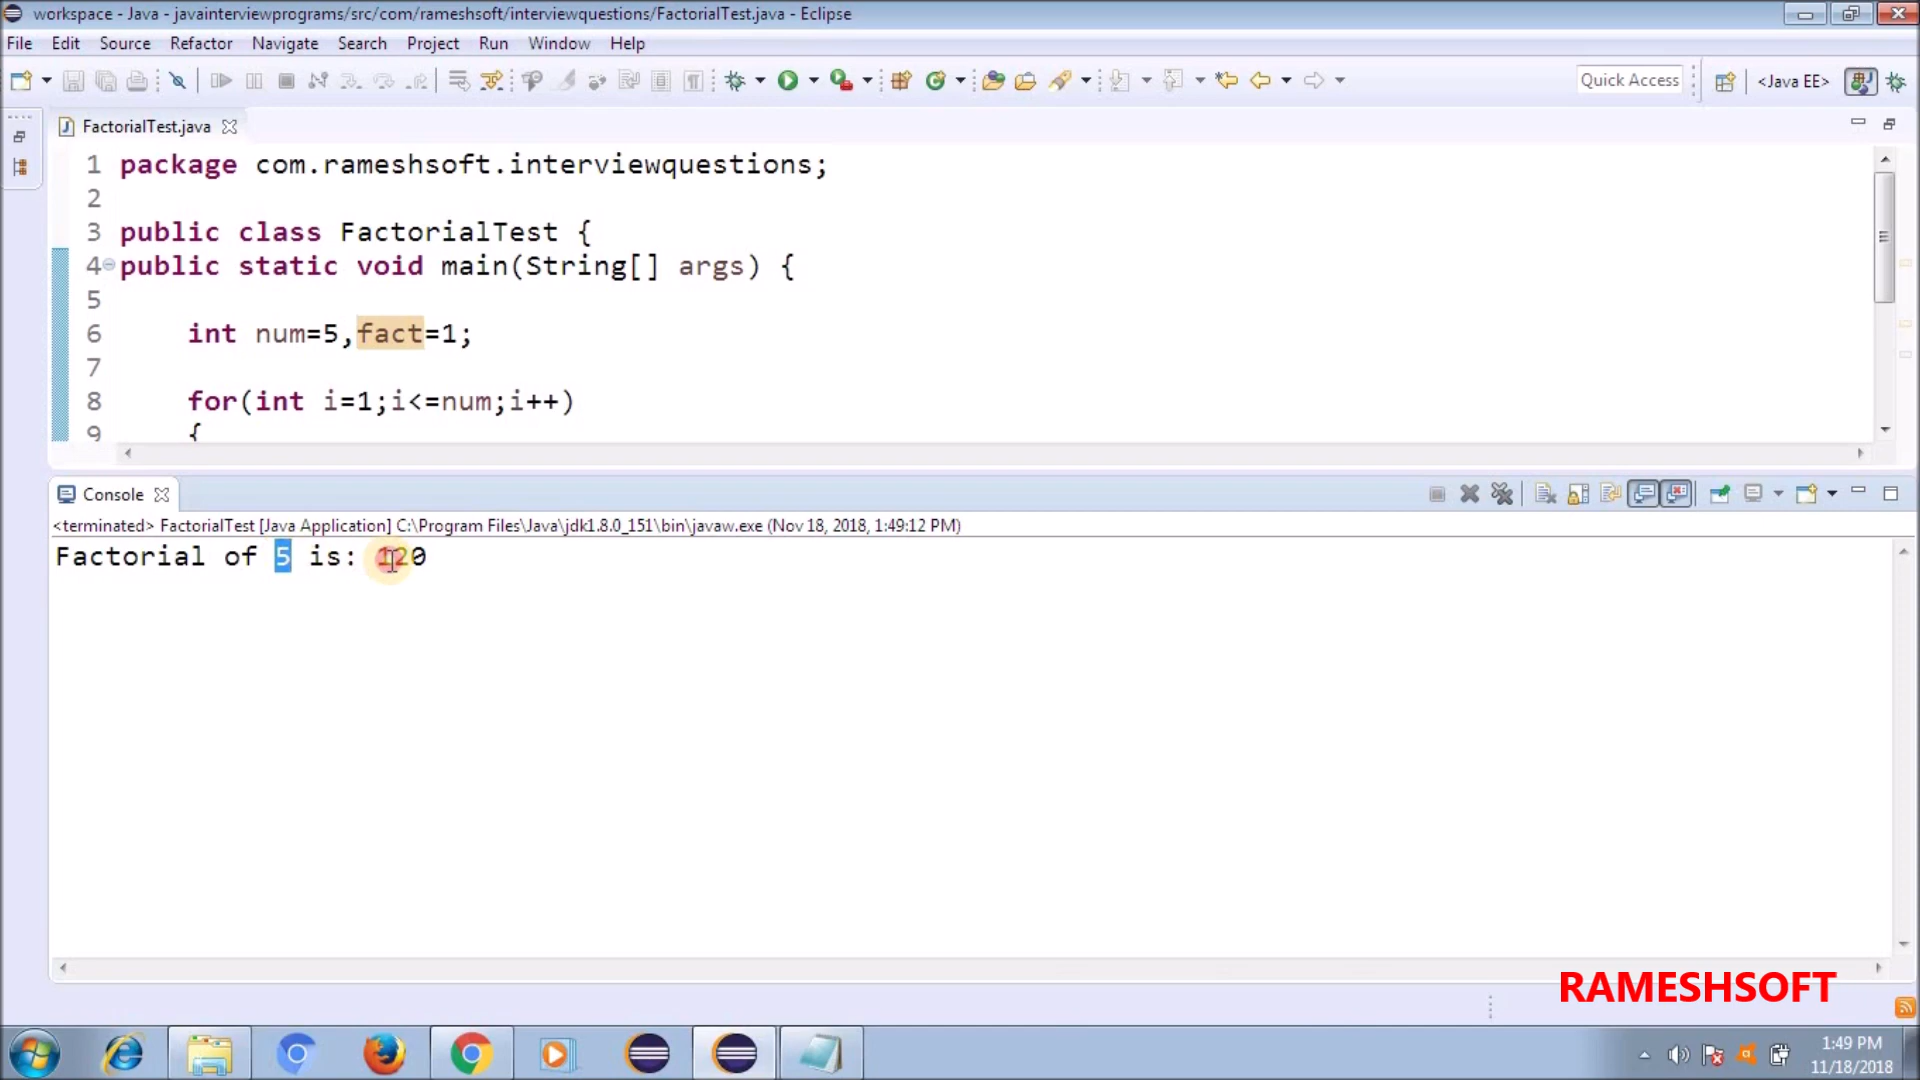 workspace - Java - javainterviewprograms/src/com/rameshsoft/interviewquestions/FactorialTest.java - Eclipse
File Edit Source Refactor Navigate Search Project Run Window Help
Quick Access <Java EE>
FactorialTest.java
1 package com.rameshsoft.interviewquestions;
2
3 public class FactorialTest {
4 public static void main(String[] args) {
5
6 int num=5,fact=1;
7
8 for(int i=1;i<=num;i++)
9 {
Console
<terminated> FactorialTest [Java Application] C:\Program Files\Java\jdk1.8.0_151\bin\javaw.exe (Nov 18, 2018, 1:49:12 PM)
Factorial of 5 is: 120
RAMESHSOFT
1:49 PM
11/18/2018